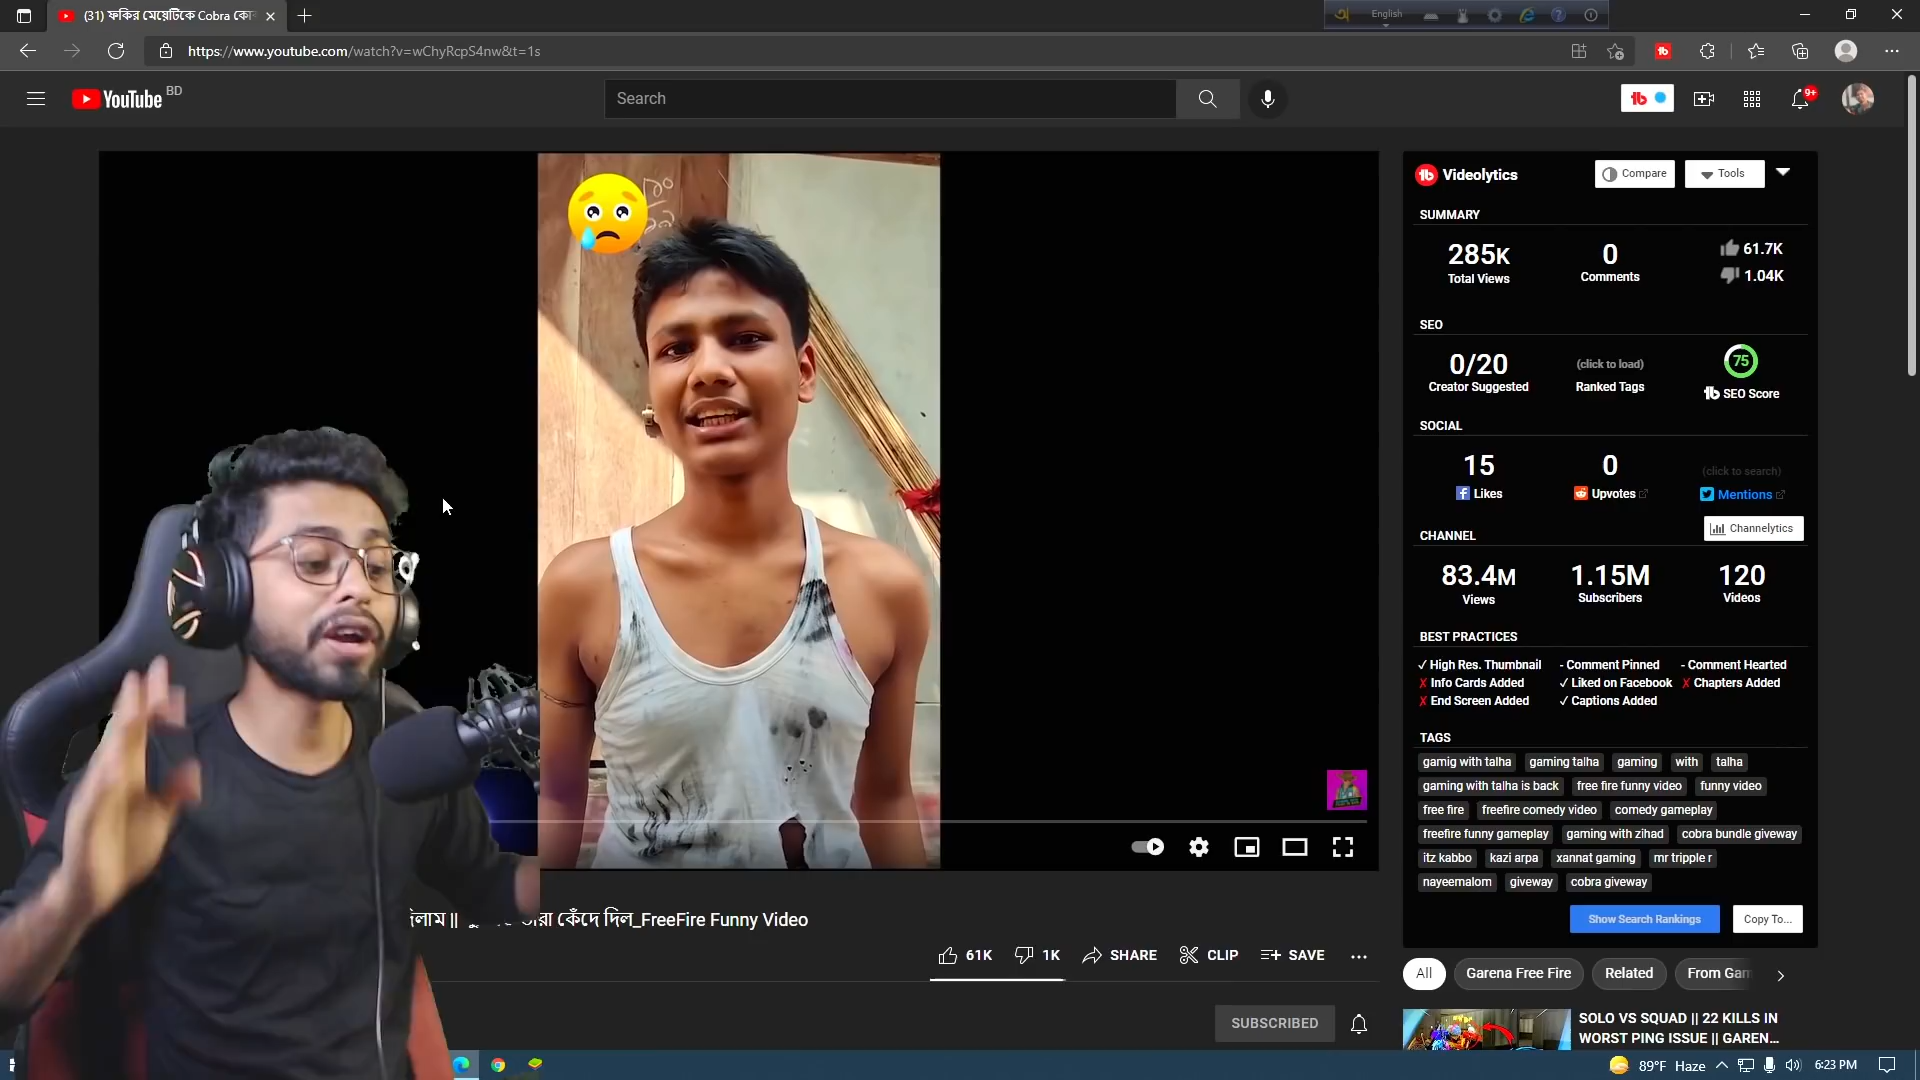 (31) ফকির মেয়েটিকে Cobra
English
https://www.youtube.com/watch?v=wChyRcpS4nw&t=1s
YouTube BD
Search
9+
Videolytics
Compare
Tools
SUMMARY
285K
Total Views
0
Comments
61.7K
1.04K
SEO
0/20
Creator Suggested
(click to load)
Ranked Tags
75
SEO Score
SOCIAL
15
Likes
0
Upvotes
(click to search)
Mentions
Channelytics
CHANNEL
83.4M
Views
1.15M
Subscribers
120
Videos
BEST PRACTICES
✓ High Res. Thumbnail - Comment Pinned - Comment Hearted
✗ Info Cards Added ✓ Liked on Facebook ✗ Chapters Added
✗ End Screen Added ✓ Captions Added
TAGS
gamig with talha gaming talha gaming with talha
gaming with talha is back free fire funny video funny video
free fire freefire comedy video comedy gameplay
freefire funny gameplay gaming with zihad cobra bundle giveway
itz kabbo kazi arpa xannat gaming mr tripple r
nayeemalom giveway cobra giveway
Show Search Rankings
Copy To...
|| কেঁদে দিল_FreeFire Funny Video
61K 1K SHARE CLIP SAVE
SUBSCRIBED
All Garena Free Fire Related From
SOLO VS SQUAD || 22 KILLS IN
WORST PING ISSUE || GAREN...
89°F Haze
6:23 PM